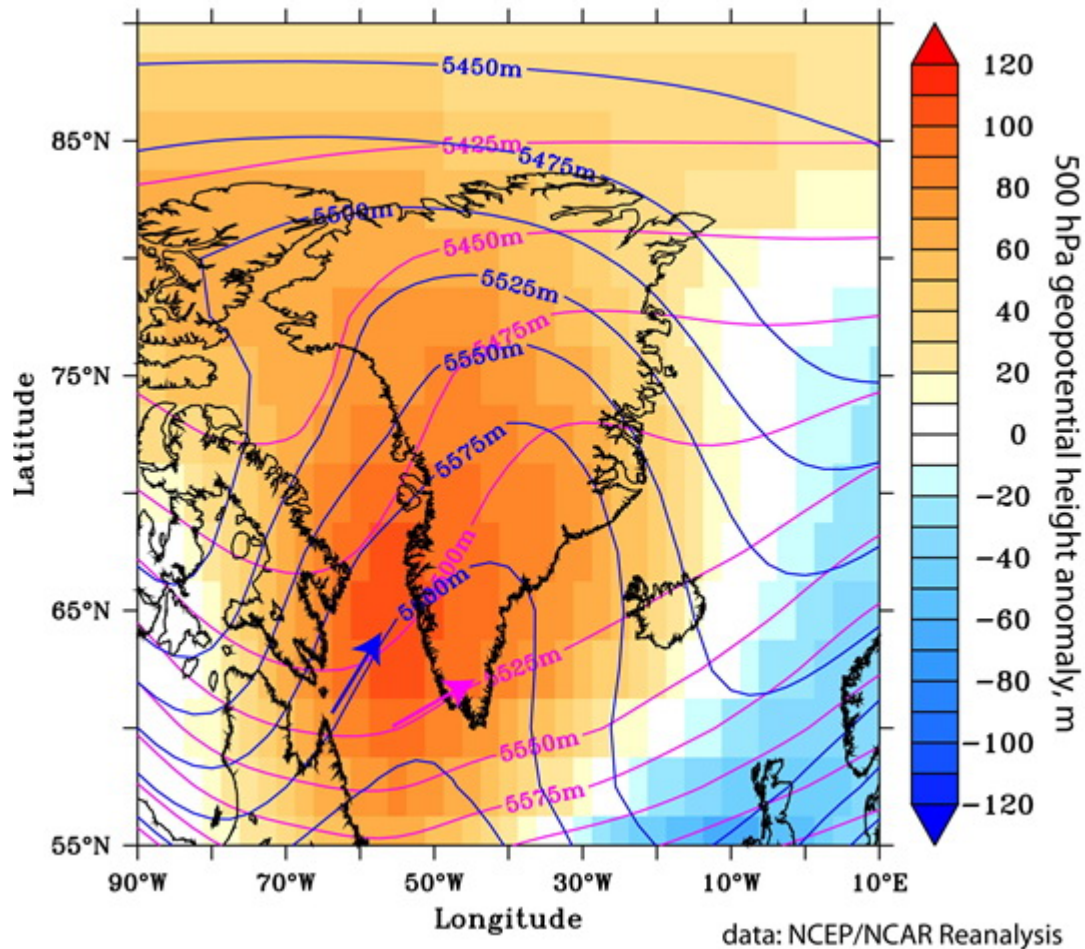 5450m
85°N
5425m
5475m
5500m
5450m
5525m
75°N
5475m
5550m
5575m
65°N
5525m
5550m
5575m
55°N
90°W
70°W
50°W
30°W
10°W
10°E
Latitude
Longitude
120
100
80
60
40
20
0
−20
−40
−60
−80
−100
−120
500 hPa geopotential height anomaly, m
data: NCEP/NCAR Reanalysis